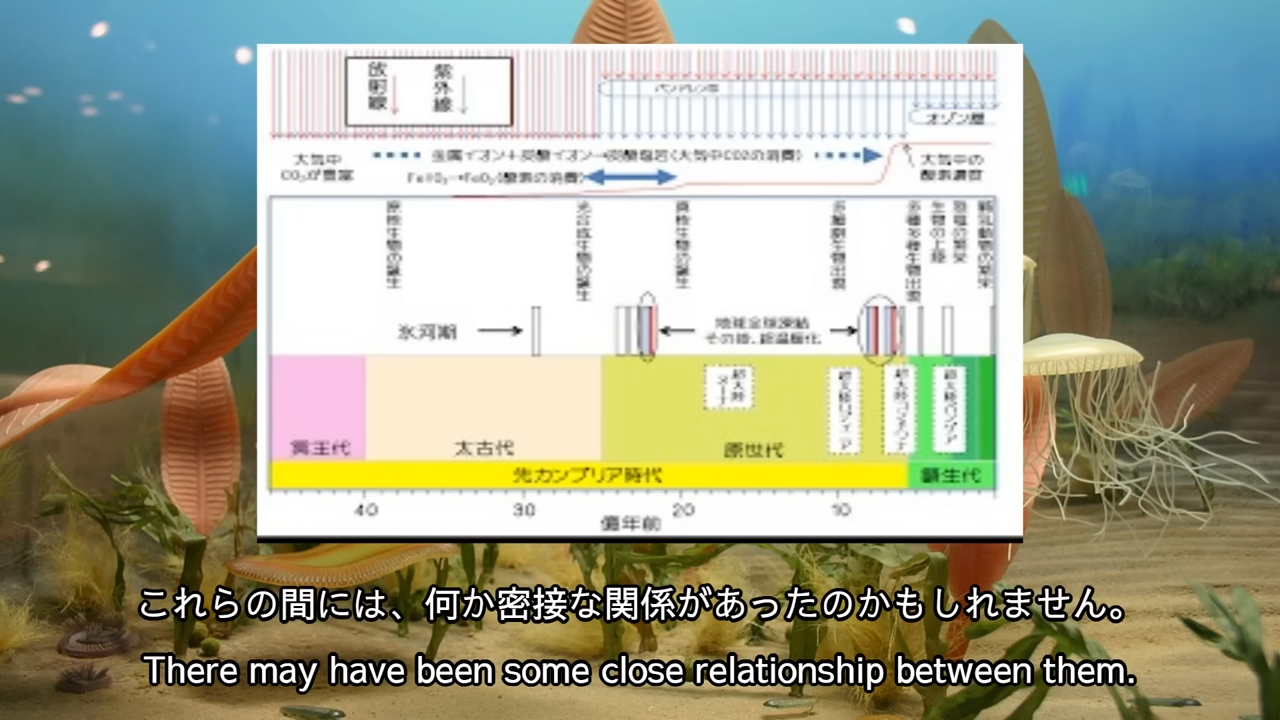 放射線
紫外線
バンアレン帯
オゾン層
大気中
CO₂が豊富
金属イオン+炭酸イオン→炭酸塩岩(大気中CO2の消費)
大気中の
酸素濃度
(酸素の消費)
原核生物の誕生
光合成生物の誕生
真核生物の誕生
多細胞生物出現
多種多様生物出現
生物の上陸
恐竜の繁栄
哺乳動物の繁栄
氷河期
地球全球凍結
その後、超温暖化
超大陸
ヌーナ
超大陸ロディニア
超大陸ゴンドワナ
超大陸パンゲア
冥王代
太古代
原世代
先カンブリア時代
顕生代
40
30
20
10
億年前
これらの間には、何か密接な関係があったのかもしれません。
There may have been some close relationship between them.